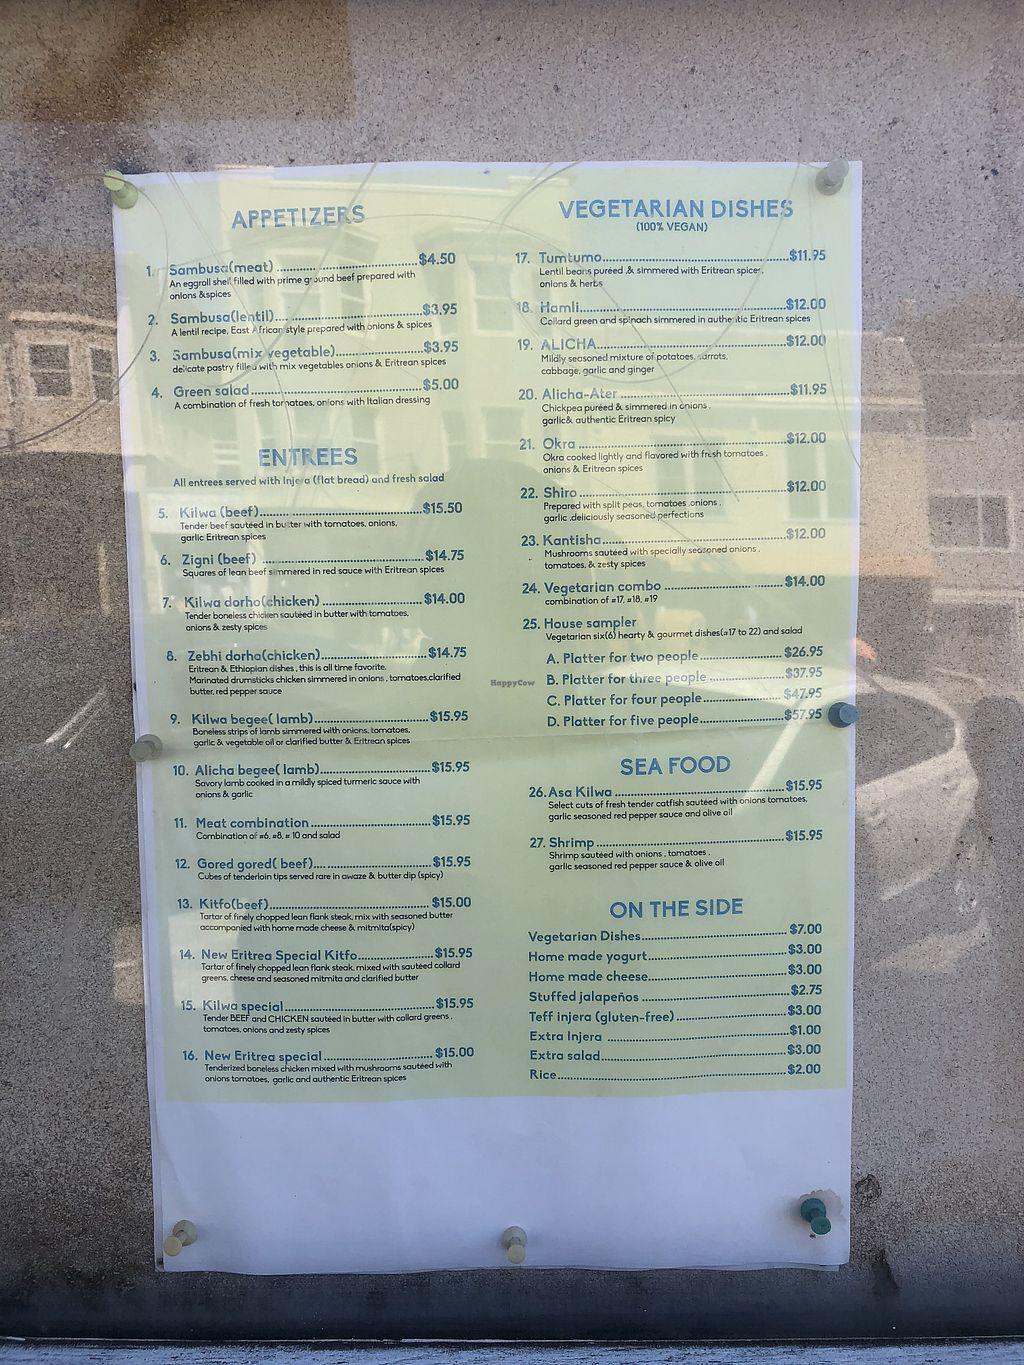 APPETIZERS
1. Sambusa(meat) ........ $4.50
An eggroll shell filled with prime ground beef prepared with
onions &spices
2. Sambusa(lentil)........ $3.95
A lentil recipe, East African style prepared with onions & spices
3. Sambusa(mix vegetable)........ $3.95
delicate pastry filled with mix vegetables onions & Eritrean spices
4. Green salad........ $5.00
A combination of fresh tomatoes, onions with Italian dressing
ENTREES
All entrees served with Injera (flat bread) and fresh salad
5. Kilwa (beef)........ $15.50
Tender beef sautéed in butter with tomatoes, onions,
garlic Eritrean spices
6. Zigni (beef) ........ $14.75
Squares of lean beef simmered in red sauce with Eritrean spices
7. Kilwa dorho(chicken) ........ $14.00
Tender boneless chicken sautéed in butter with tomatoes,
onions & zesty spices
8. Zebhi dorho(chicken)........ $14.75
Eritrean & Ethiopian dishes , this is all time favorite.
Marinated drumsticks chicken simmered in onions , tomatoes,clarified
butter, red pepper sauce
9. Kilwa begee( lamb)........ $15.95
Boneless strips of lamb simmered with onions, tomatoes,
garlic & vegetable oil or clarified butter & Eritrean spices
10. Alicha begee( lamb)........ $15.95
Savory lamb cooked in a mildly spiced turmeric sauce with
onions & garlic
11. Meat combination ........ $15.95
Combination of #6, #8, # 10 and salad
12. Gored gored( beef)........ $15.95
Cubes of tenderloin tips served rare in awaze & butter dip (spicy)
13. Kitfo(beef)........ $15.00
Tartar of finely chopped lean flank steak, mix with seasoned butter
accompanied with home made cheese & mitmita(spicy)
14. New Eritrea Special Kitfo........ $15.95
Tartar of finely chopped lean flank steak, mixed with sautéed collard
greens, cheese and seasoned mitmita and clarified butter
15. Kilwa special........ $15.95
Tender BEEF and CHICKEN sautéed in butter with collard greens ,
tomatoes, onions and zesty spices
16. New Eritrea special........ $15.00
Tenderized boneless chicken mixed with mushrooms sautéed with
onions tomatoes, garlic and authentic Eritrean spices
VEGETARIAN DISHES
(100% VEGAN)
17. Tumtumo........ $11.95
Lentil beans puréed ,& simmered with Eritrean spices,
onions & herbs
18. Hamli........ $12.00
Collard green and spinach simmered in authentic Eritrean spices
19. ALICHA........ $12.00
Mildly seasoned mixture of potatoes, carrots,
cabbage, garlic and ginger
20. Alicha-Ater ........ $11.95
Chickpea puréed & simmered in onions ,
garlic& authentic Eritrean spicy
21. Okra ........ $12.00
Okra cooked lightly and flavored with fresh tomatoes ,
onions & Eritrean spices
22. Shiro........ $12.00
Prepared with split peas, tomatoes ,onions ,
garlic ,deliciously seasoned perfections
23. Kantisha........ $12.00
Mushrooms sautéed with specially seasoned onions ,
tomatoes, & zesty spices
24. Vegetarian combo ........ $14.00
combination of #17, #18, #19
25. House sampler
Vegetarian six(6) hearty & gourmet dishes(#17 to 22) and salad
A. Platter for two people........ $26.95
B. Platter for three people ........ $37.95
C. Platter for four people........ $47.95
D. Platter for five people........ $57.95
HappyCow
SEA FOOD
26. Asa Kilwa ........ $15.95
Select cuts of fresh tender catfish sautéed with onions tomatoes,
garlic seasoned red pepper sauce and olive oil
27. Shrimp........ $15.95
Shrimp sautéed with onions , tomatoes ,
garlic seasoned red pepper sauce & olive oil
ON THE SIDE
Vegetarian Dishes........ $7.00
Home made yogurt........ $3.00
Home made cheese........ $3.00
Stuffed jalapeños ........ $2.75
Teff injera (gluten-free) ........ $3.00
Extra Injera ........ $1.00
Extra salad........ $3.00
Rice........ $2.00